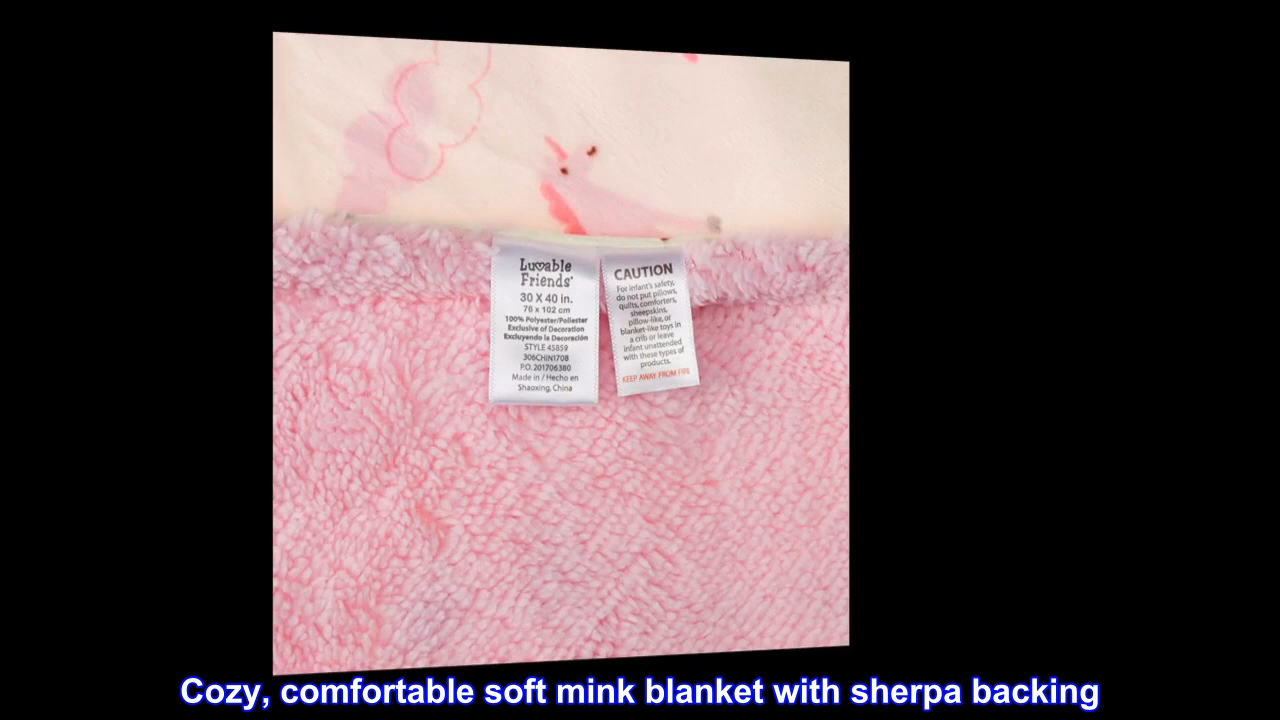 Luvable
Friends
30 X 40 in.
76 x 102 cm
100% Polyester/Poliester
Exclusive of Decoration
Excluyendo la Decoración
STYLE 45859
306CHIN1708
P.O. 201706380
Made in / Hecho en
Shaoxing, China
CAUTION
For infant's safety,
do not put pillows,
quilts, comforters,
sheepskins,
pillow-like, or
blanket-like toys in
a crib or leave
infant unattended
with these types of
products.
KEEP AWAY FROM FIRE
Cozy, comfortable soft mink blanket with sherpa backing